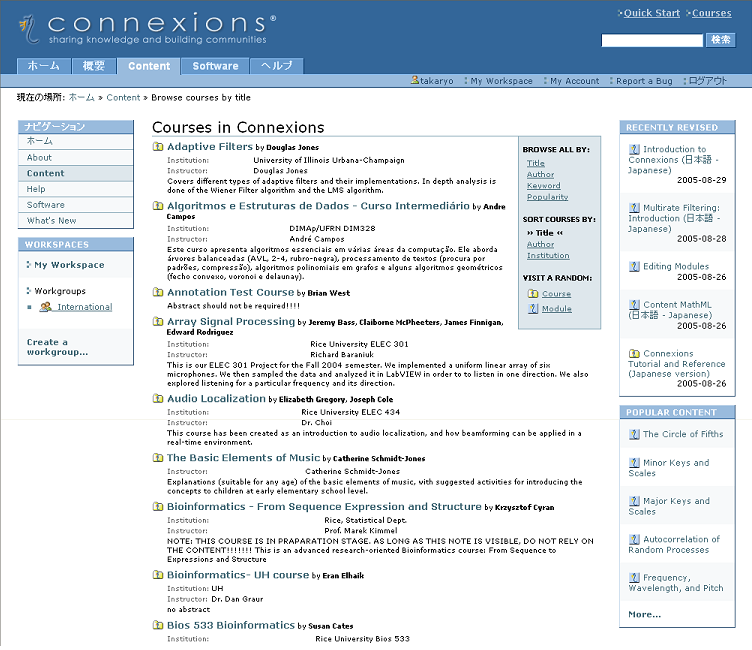 Quick Start Courses
connexions®
sharing knowledge and building communities
検索
ホーム 概要 Content Software ヘルプ
takaryo My Workspace My Account Report a Bug ログアウト
現在の場所: ホーム » Content » Browse courses by title
ナビゲーション
ホーム
About
Content
Help
Software
What's New
WORKSPACES
My Workspace
Workgroups
International
Create a
workgroup...
Courses in Connexions
Adaptive Filters by Douglas Jones
Institution: University of Illinois Urbana-Champaign
Instructor: Douglas Jones
Covers different types of adaptive filters and their implementations. In depth analysis is
done of the Wiener Filter algorithm and the LMS algorithm.
Algoritmos e Estruturas de Dados - Curso Intermediário by Andre
Campos
Institution: DIMAp/UFRN DIM328
Instructor: André Campos
Este curso apresenta algoritmos essenciais em várias áreas da computação. Ele aborda
árvores balanceadas (AVL, 2-4, rubro-negra), processamento de textos (procura por
padrões, compressão), algoritmos polinomiais em grafos e alguns algoritmos geométricos
(fecho convexo, voronoi e delaunay).
Annotation Test Course by Brian West
Abstract should not be required!!!!
Array Signal Processing by Jeremy Bass, Claiborne McPheeters, James Finnigan,
Edward Rodriguez
Institution: Rice University ELEC 301
Instructor: Richard Baraniuk
This is our ELEC 301 Project for the Fall 2004 semester. We implemented a uniform linear array of six
microphones. We then sampled the data and analyzed it in LabVIEW in order to to listen in one direction. We also
explored listening for a particular frequency and its direction.
Audio Localization by Elizabeth Gregory, Joseph Cole
Institution: Rice University ELEC 434
Instructor: Dr. Choi
This course has been created as an introduction to audio localization, and how beamforming can be applied in a
real-time environment.
The Basic Elements of Music by Catherine Schmidt-Jones
Instructor: Catherine Schmidt-Jones
Explanations (suitable for any age) of the basic elements of music, with suggested activities for introducing the
concepts to children at early elementary school level.
Bioinformatics - From Sequence Expression and Structure by Krzysztof Cyran
Institution: Rice, Statistical Dept.
Instructor: Prof. Marek Kimmel
NOTE: THIS COURSE IS IN PRAPARATION STAGE. AS LONG AS THIS NOTE IS VISIBLE, DO NOT RELY ON
THE CONTENT!!!!!!! This is an advanced research-oriented Bioinformatics course: From Sequence to
Expressions and Structure
Bioinformatics- UH course by Eran Elhaik
Institution: UH
Instructor: Dr. Dan Graur
no abstract
Bios 533 Bioinformatics by Susan Cates
Institution: Rice University Bios 533
BROWSE ALL BY:
Title
Author
Keyword
Popularity
SORT COURSES BY:
›› Title ‹‹
Author
Institution
VISIT A RANDOM:
Course
Module
RECENTLY REVISED
Introduction to
Connexions (日本語 -
Japanese)
2005-08-29
Multirate Filtering:
Introduction (日本語 -
Japanese)
2005-08-28
Editing Modules
2005-08-26
Content MathML
(日本語 - Japanese)
2005-08-26
Connexions
Tutorial and Reference
(Japanese version)
2005-08-26
POPULAR CONTENT
The Circle of Fifths
Minor Keys and
Scales
Major Keys and
Scales
Autocorrelation of
Random Processes
Frequency,
Wavelength, and Pitch
More...